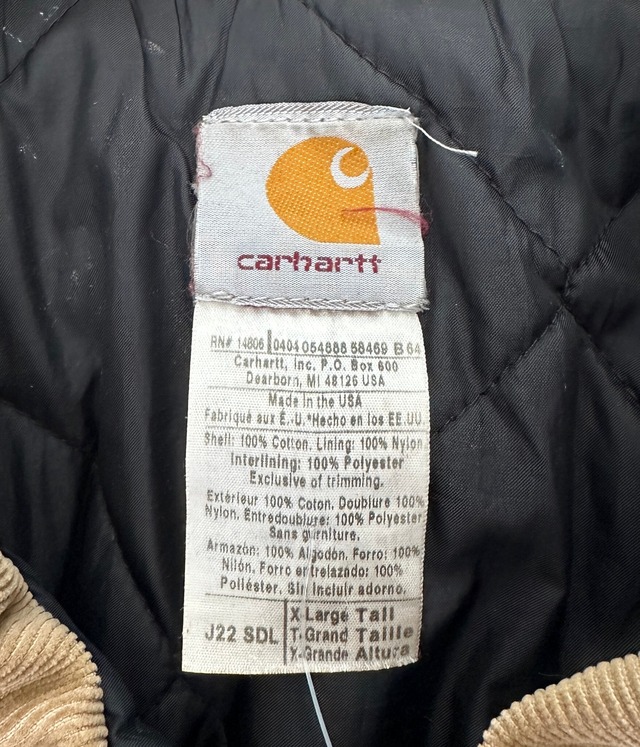 carhartt
RN# 14806 0404 054888 58469 B 64
Carhartt, Inc. P.O. Box 600
Dearborn, MI 48126 USA
Made in the USA
Fabriqué aux É.-U.*Hecho en los EE.UU
Shell: 100% Cotton, Lining: 100% Nylon
Interlining: 100% Polyester
Exclusive of trimming.
Extérieur 100% Coton. Doublure 100%
Nylon. Entredoublure: 100% Polyester
Sans garniture.
Armazón: 100% Algodón. Forro: 100%
Nilón. Forro entrelazado: 100%
Poliéster. Sin incluir adorno.
J22 SDL X-Large Tall
T-Grand Taille
X-Grande Altura